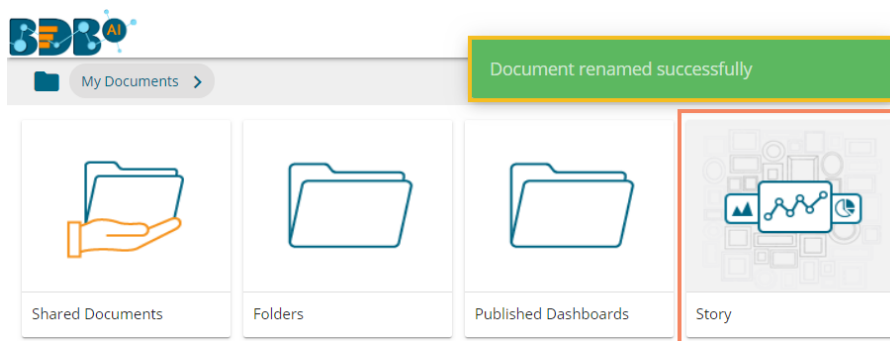 BDB AI
Document renamed successfully
My Documents
Shared Documents
Folders
Published Dashboards
Story